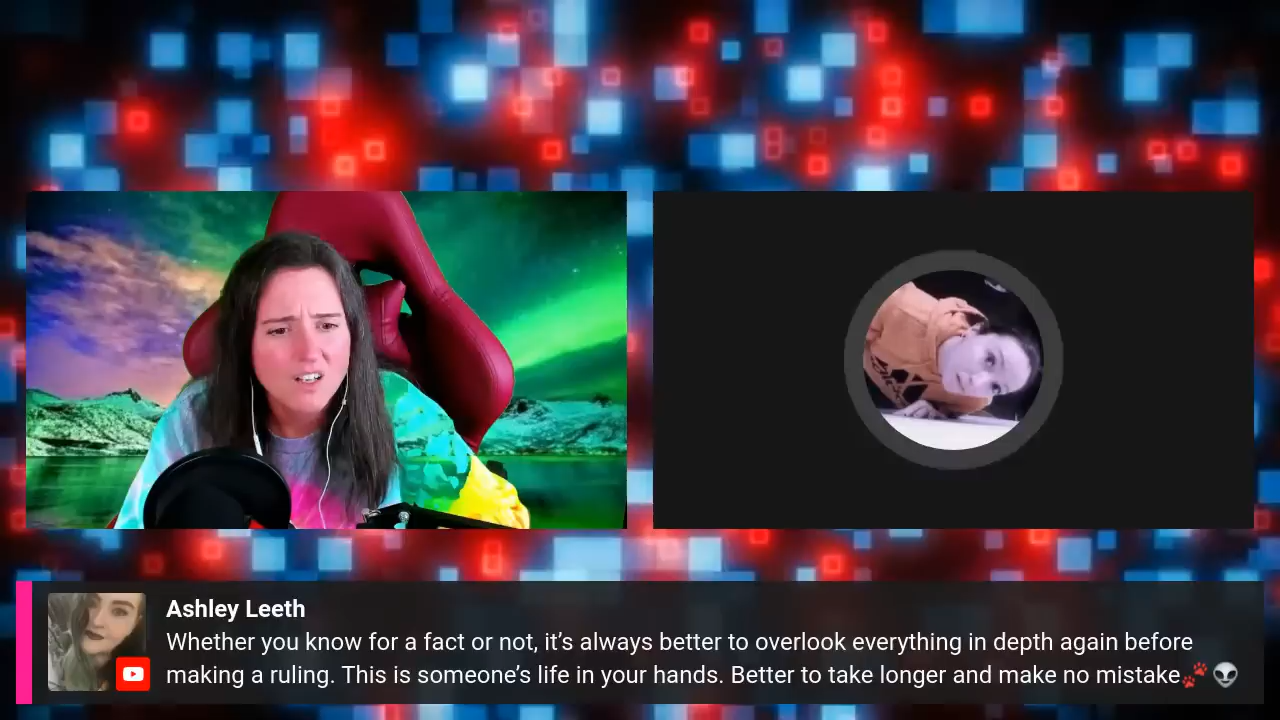 Ashley Leeth
Whether you know for a fact or not, it’s always better to overlook everything in depth again before
making a ruling. This is someone’s life in your hands. Better to take longer and make no mistake🐾👽